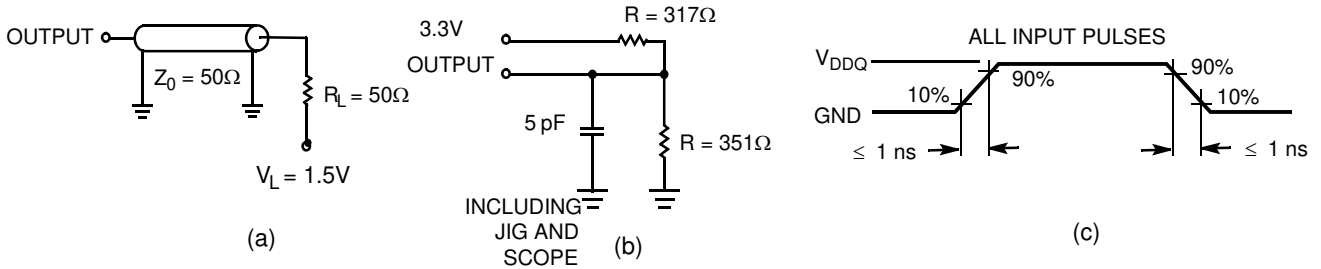 OUTPUT
Z0 = 50Ω
RL = 50Ω
VL = 1.5V
(a)
3.3V
R = 317Ω
OUTPUT
5 pF
R = 351Ω
INCLUDING
JIG AND
SCOPE
(b)
ALL INPUT PULSES
VDDQ
GND
10%
90%
90%
10%
≤ 1 ns
≤ 1 ns
(c)